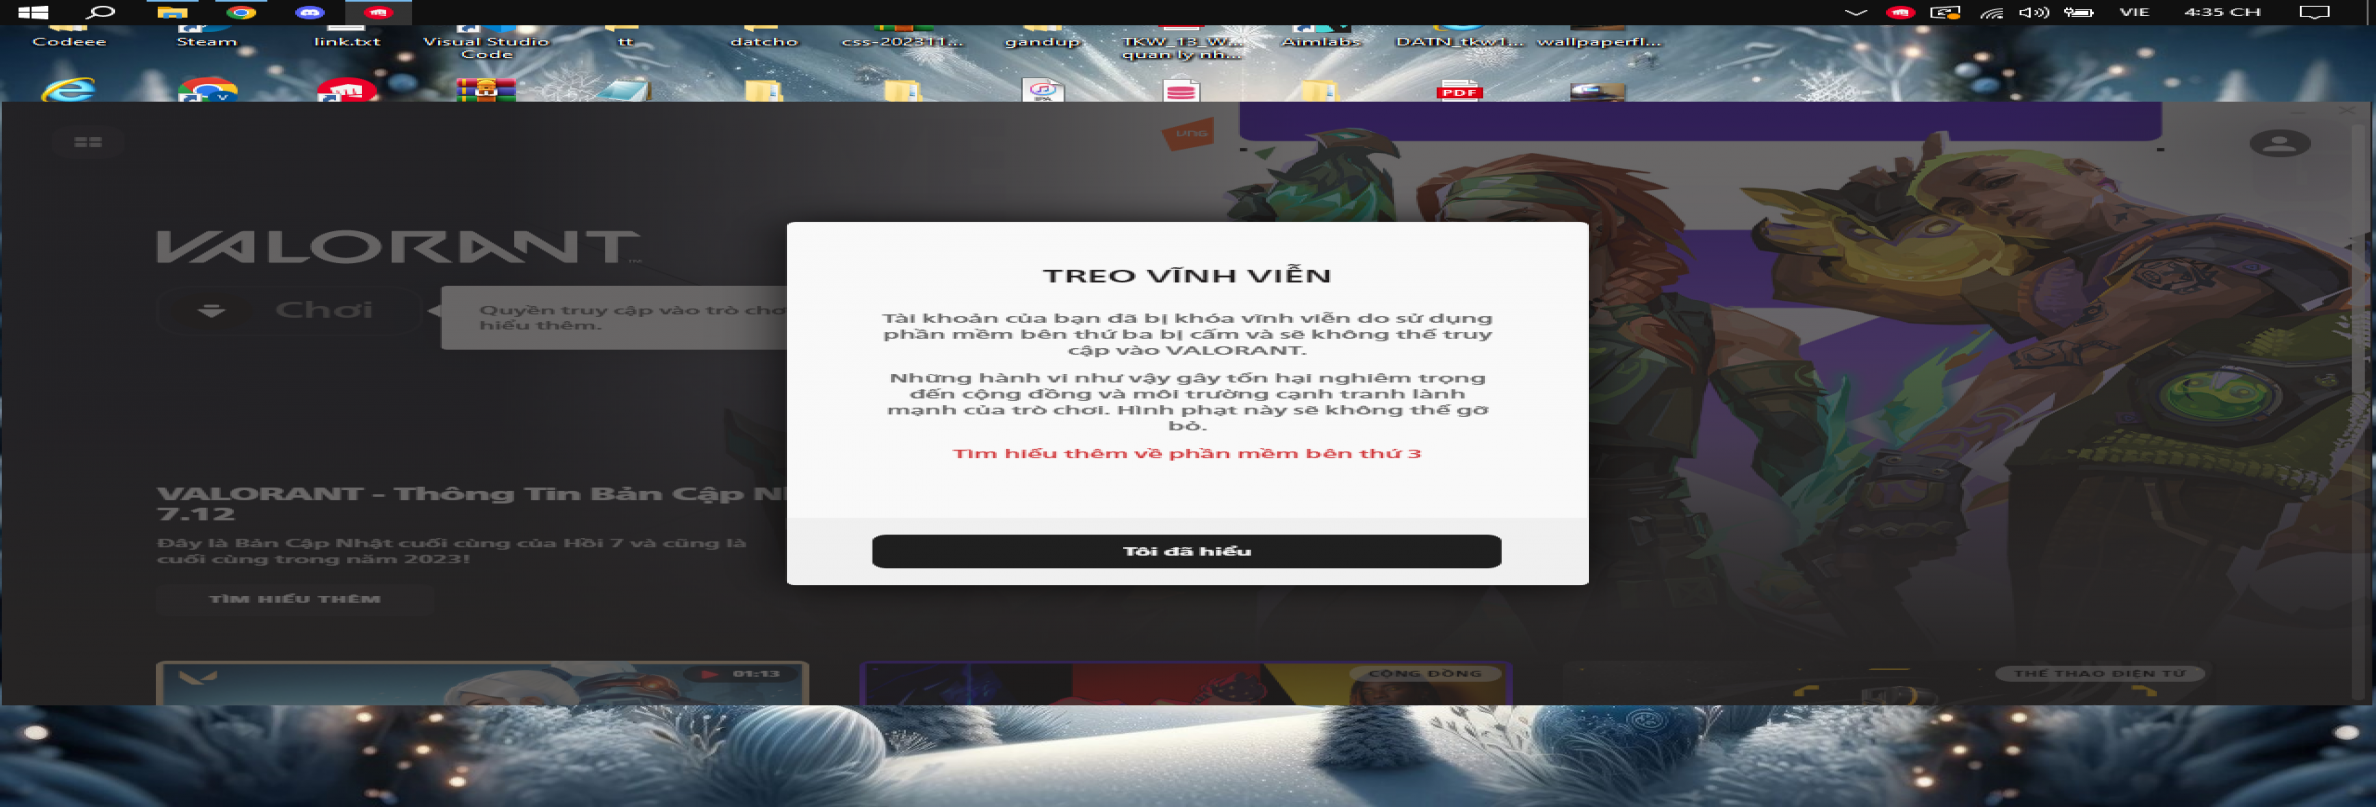 VIE
4:35 CH
Codeee
Steam
link.txt
Visual Studio
Code
tt
datcho
css-202311...
gandup
TKW_13_W...
quan ly nh...
Aimlabs
DATN_tkw1...
wallpaperfl...
PDF
VNG
VALORANT
TREO VĨNH VIỄN
Chơi
Quyền truy cập vào trò chơ
hiểu thêm.
Tài khoản của bạn đã bị khóa vĩnh viễn do sử dụng
phần mềm bên thứ ba bị cấm và sẽ không thể truy
cập vào VALORANT.
Những hành vi như vậy gây tổn hại nghiêm trọng
đến cộng đồng và môi trường cạnh tranh lành
mạnh của trò chơi. Hình phạt này sẽ không thể gỡ
bỏ.
Tìm hiểu thêm về phần mềm bên thứ 3
Tôi đã hiểu
VALORANT - Thông Tin Bản Cập Nh
7.12
Đây là Bản Cập Nhật cuối cùng của Hồi 7 và cũng là
cuối cùng trong năm 2023!
TÌM HIỂU THÊM
01:13
CỘNG ĐỒNG
THỂ THAO ĐIỆN TỬ